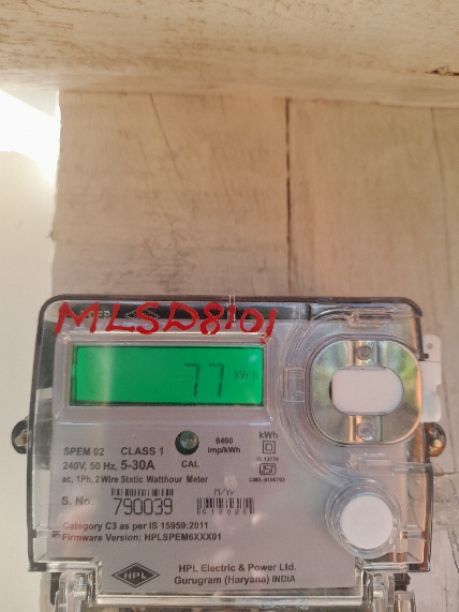 MLSD8101
77 kWh
SPEM 02 CLASS 1
240V, 50 Hz, 5-30A
ac, 1Ph, 2 Wire Static Watthour Meter
CAL
6400
imp/kWh
kWh
IS 13779
S. No. 790039
M/Yr.
Category C3 as per IS 15959:2011
Firmware Version: HPLSPEM6XXX01
HPL
HPL Electric & Power Ltd.
Gurugram (Haryana) INDIA